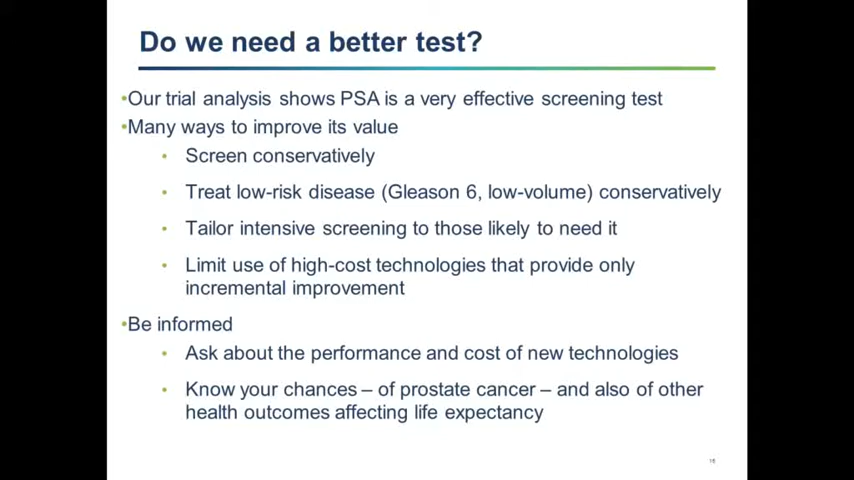 Do we need a better test?
•Our trial analysis shows PSA is a very effective screening test
•Many ways to improve its value
• Screen conservatively
• Treat low-risk disease (Gleason 6, low-volume) conservatively
• Tailor intensive screening to those likely to need it
• Limit use of high-cost technologies that provide only
incremental improvement
•Be informed
• Ask about the performance and cost of new technologies
• Know your chances – of prostate cancer – and also of other
health outcomes affecting life expectancy